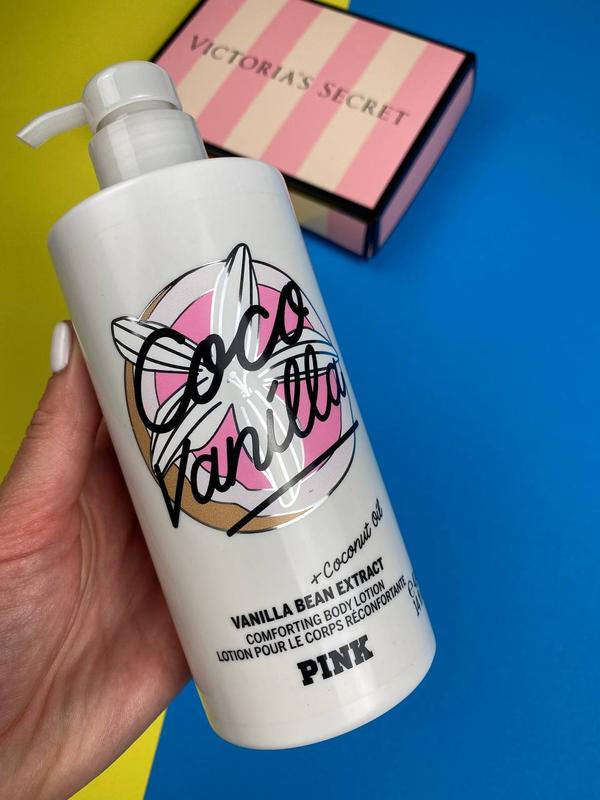 VICTORIA'S SECRET
Coco
Vanilla
+ Coconut oil
VANILLA BEAN EXTRACT
COMFORTING BODY LOTION
LOTION POUR LE CORPS RÉCONFORTANTE
PINK